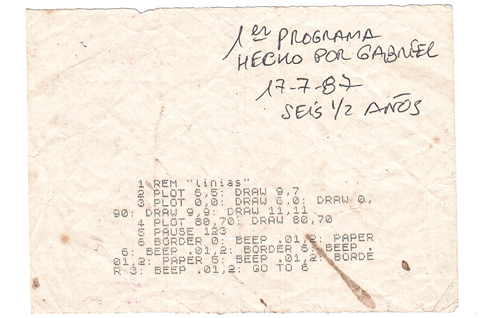 1er PROGRAMA
HECHO POR GABRIEL
17-7-87
SEIS 1/2 AÑOS
1 REM "linias"
2 PLOT 5,5: DRAW 9,7
3 PLOT 0,0: DRAW 6,0: DRAW 0,
90: DRAW 9,9: DRAW 11,11
4 PLOT 80,70: DRAW 80,70
5 PAUSE 123
6 BORDER 0: BEEP .01,2: PAPER
6: BEEP .01,2: BORDER 5: BEEP .
01,2: PAPER 5: BEEP .01,2: BORDE
R 3: BEEP .01,2: GO TO 6